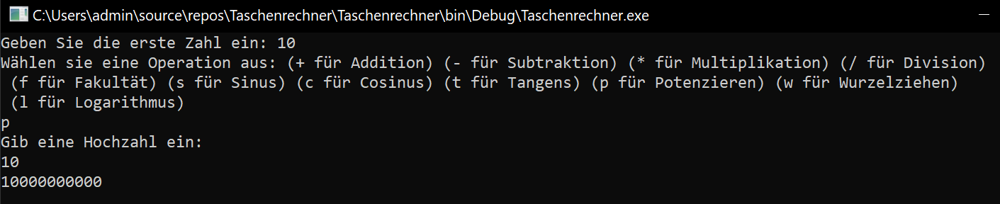 C:\Users\admin\source\repos\Taschenrechner\Taschenrechner\bin\Debug\Taschenrechner.exe
Geben Sie die erste Zahl ein: 10
Wählen sie eine Operation aus: (+ für Addition) (- für Subtraktion) (* für Multiplikation) (/ für Division)
(f für Fakultät) (s für Sinus) (c für Cosinus) (t für Tangens) (p für Potenzieren) (w für Wurzelziehen)
(l für Logarithmus)
p
Gib eine Hochzahl ein:
10
10000000000